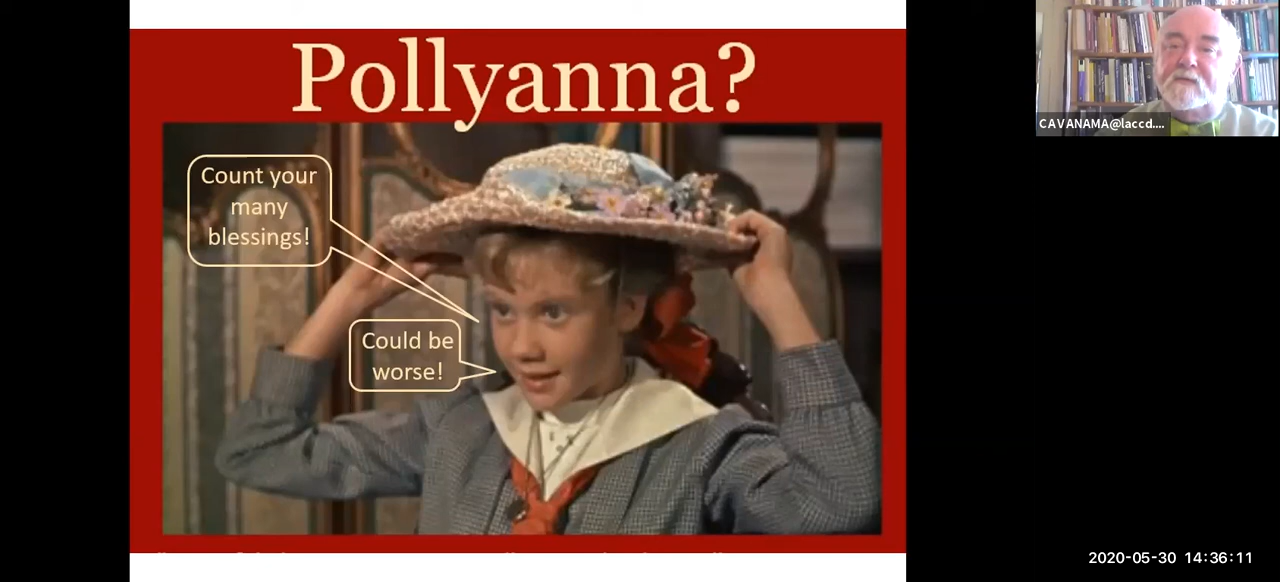 Pollyanna?
Count your
many
blessings!
Could be
worse!
CAVANAMA@laccd....
2020-05-30 14:36:11